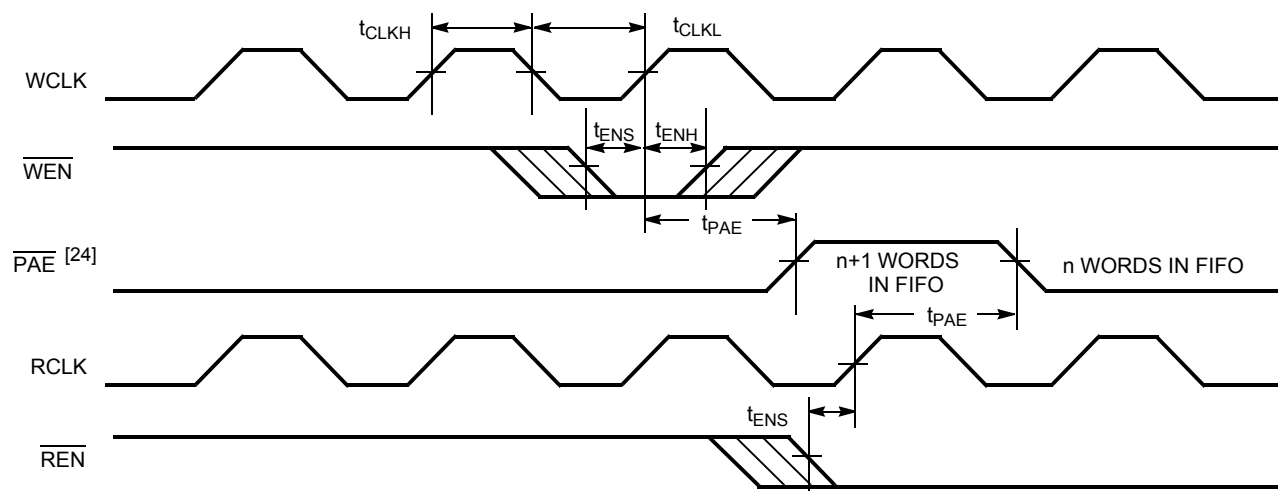 tCLKH
tCLKL
WCLK
tENS
tENH
WEN
tPAE
PAE [24]
n+1 WORDS
IN FIFO
n WORDS IN FIFO
tPAE
RCLK
tENS
REN